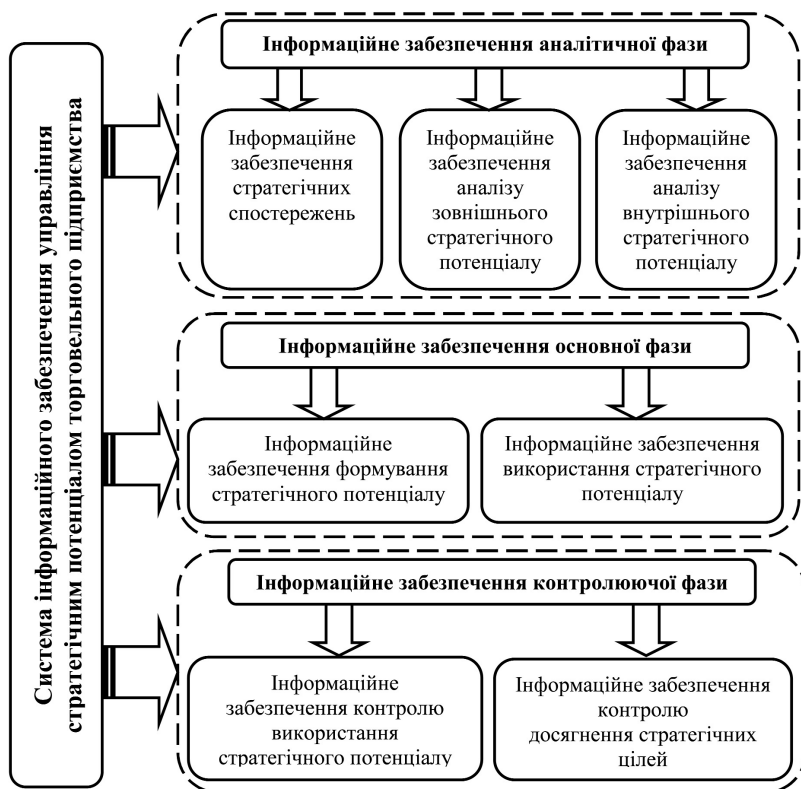 Система інформаційного забезпечення управління
стратегічним потенціалом торговельного підприємства
Інформаційне забезпечення аналітичної фази
Інформаційне
забезпечення
стратегічних
спостережень
Інформаційне
забезпечення
аналізу
зовнішнього
стратегічного
потенціалу
Інформаційне
забезпечення
аналізу
внутрішнього
стратегічного
потенціалу
Інформаційне забезпечення основної фази
Інформаційне
забезпечення формування
стратегічного потенціалу
Інформаційне забезпечення
використання стратегічного
потенціалу
Інформаційне забезпечення контролюючої фази
Інформаційне
забезпечення контролю
використання
стратегічного потенціалу
Інформаційне забезпечення
контролю
досягнення стратегічних
цілей